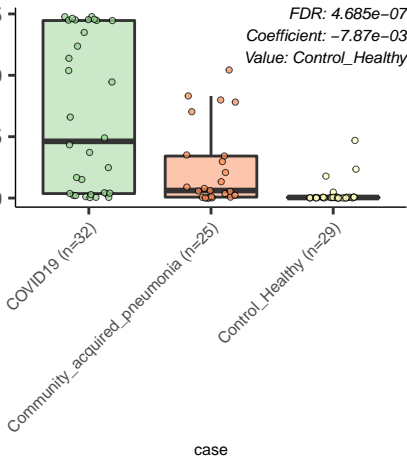 FDR: 4.685e−07
Coefficient: −7.87e−03
Value: Control_Healthy
COVID19 (n=32)
Community_acquired_pneumonia (n=25)
Control_Healthy (n=29)
case